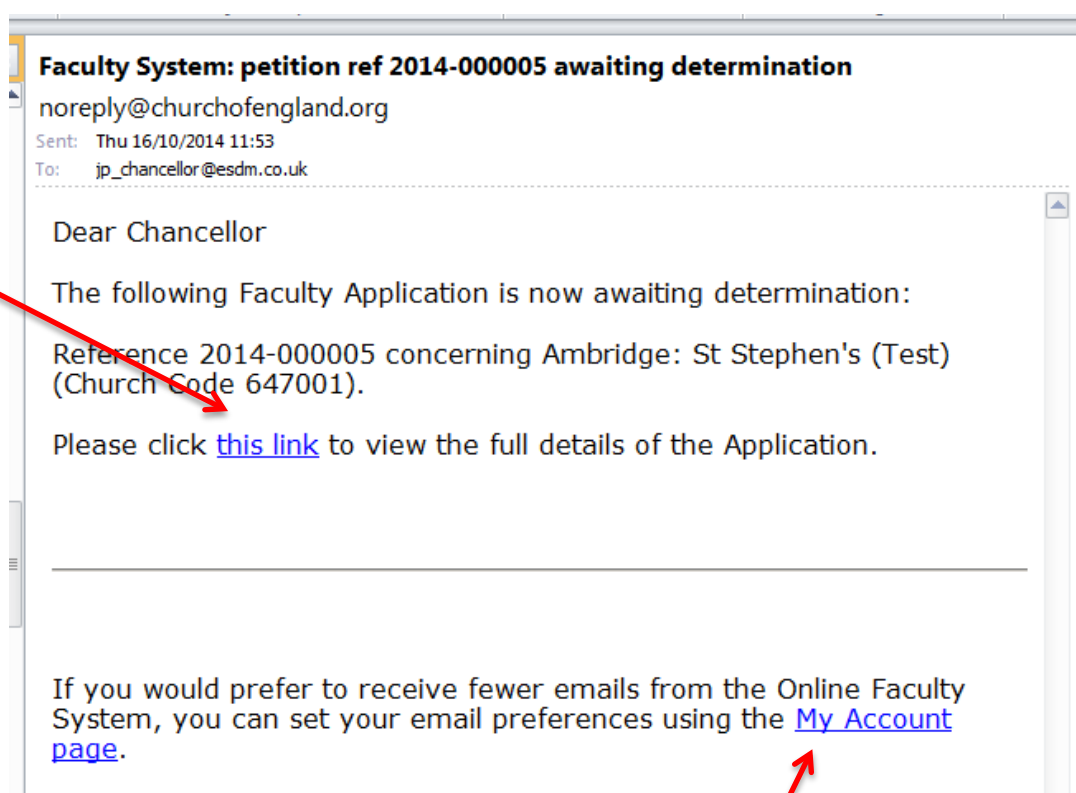 Faculty System: petition ref 2014-000005 awaiting determination
noreply@churchofengland.org
Sent: Thu 16/10/2014 11:53
To: jp_chancellor@esdm.co.uk
Dear Chancellor
The following Faculty Application is now awaiting determination:
Reference 2014-000005 concerning Ambridge: St Stephen's (Test)
(Church Code 647001).
Please click this link to view the full details of the Application.
If you would prefer to receive fewer emails from the Online Faculty
System, you can set your email preferences using the My Account
page.